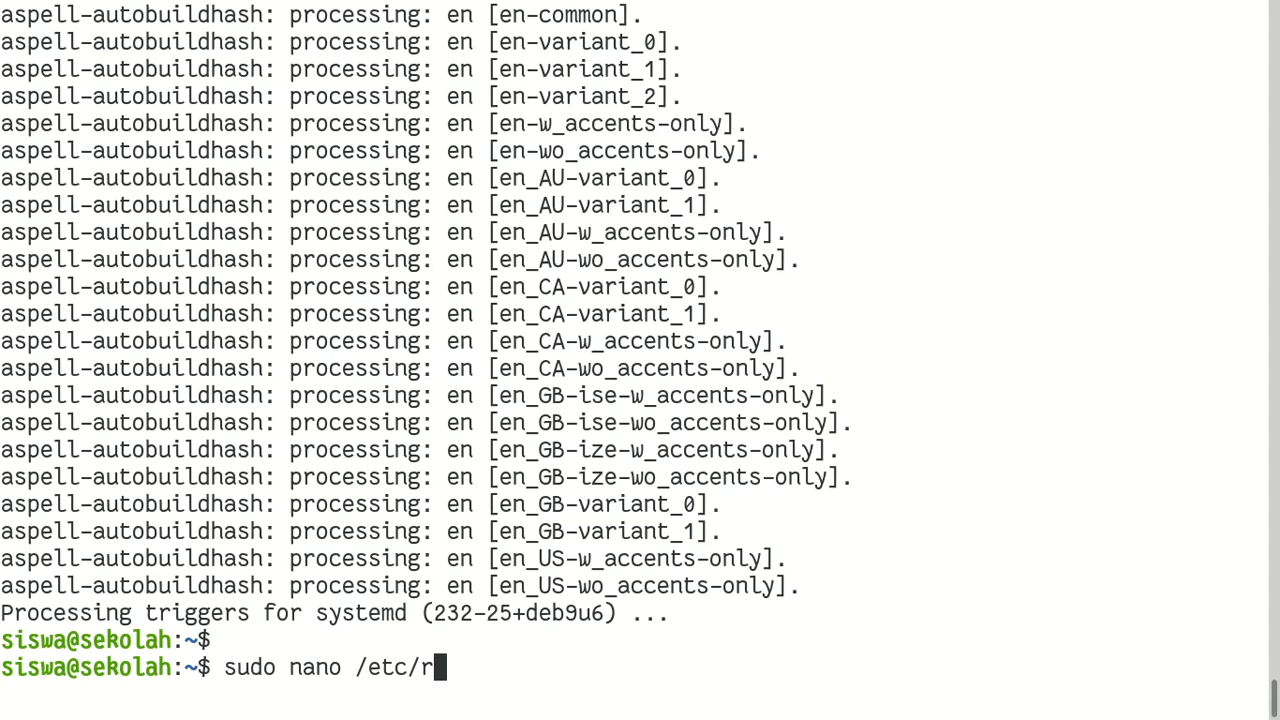 aspell-autobuildhash: processing: en [en-common].
aspell-autobuildhash: processing: en [en-variant_0].
aspell-autobuildhash: processing: en [en-variant_1].
aspell-autobuildhash: processing: en [en-variant_2].
aspell-autobuildhash: processing: en [en-w_accents-only].
aspell-autobuildhash: processing: en [en-wo_accents-only].
aspell-autobuildhash: processing: en [en_AU-variant_0].
aspell-autobuildhash: processing: en [en_AU-variant_1].
aspell-autobuildhash: processing: en [en_AU-w_accents-only].
aspell-autobuildhash: processing: en [en_AU-wo_accents-only].
aspell-autobuildhash: processing: en [en_CA-variant_0].
aspell-autobuildhash: processing: en [en_CA-variant_1].
aspell-autobuildhash: processing: en [en_CA-w_accents-only].
aspell-autobuildhash: processing: en [en_CA-wo_accents-only].
aspell-autobuildhash: processing: en [en_GB-ise-w_accents-only].
aspell-autobuildhash: processing: en [en_GB-ise-wo_accents-only].
aspell-autobuildhash: processing: en [en_GB-ize-w_accents-only].
aspell-autobuildhash: processing: en [en_GB-ize-wo_accents-only].
aspell-autobuildhash: processing: en [en_GB-variant_0].
aspell-autobuildhash: processing: en [en_GB-variant_1].
aspell-autobuildhash: processing: en [en_US-w_accents-only].
aspell-autobuildhash: processing: en [en_US-wo_accents-only].
Processing triggers for systemd (232-25+deb9u6) ...
siswa@sekolah:~$
siswa@sekolah:~$ sudo nano /etc/r